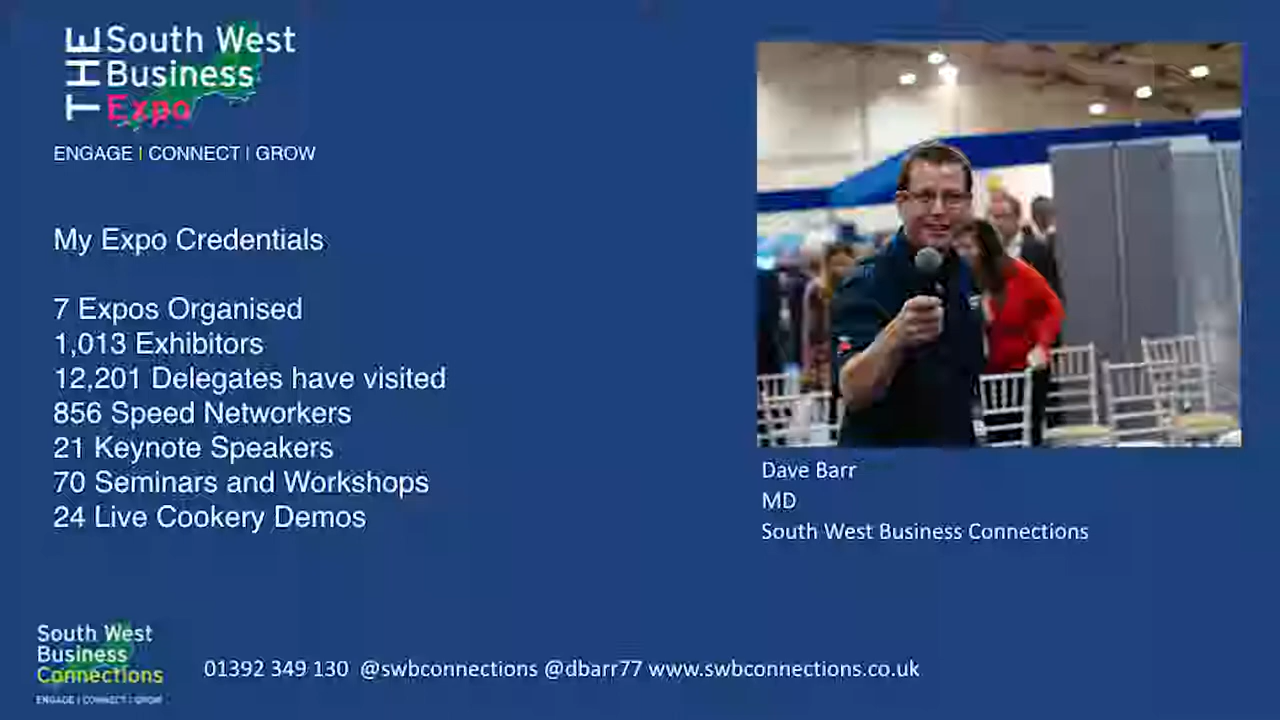 THE South West
Business
Expo
ENGAGE | CONNECT | GROW
My Expo Credentials
7 Expos Organised
1,013 Exhibitors
12,201 Delegates have visited
856 Speed Networkers
21 Keynote Speakers
70 Seminars and Workshops
24 Live Cookery Demos
Dave Barr
MD
South West Business Connections
South West
Business
Connections
ENGAGE | CONNECT | GROW
01392 349 130 @swbconnections @dbarr77 www.swbconnections.co.uk